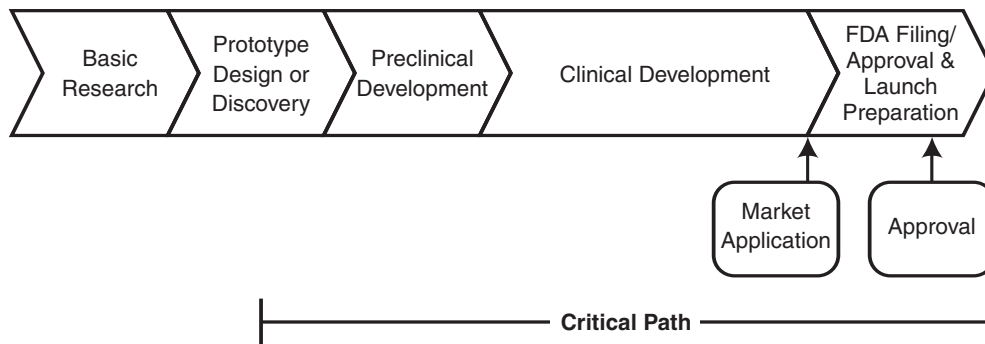 Basic
Research
Prototype
Design or
Discovery
Preclinical
Development
Clinical Development
FDA Filing/
Approval &
Launch
Preparation
Market
Application
Approval
Critical Path